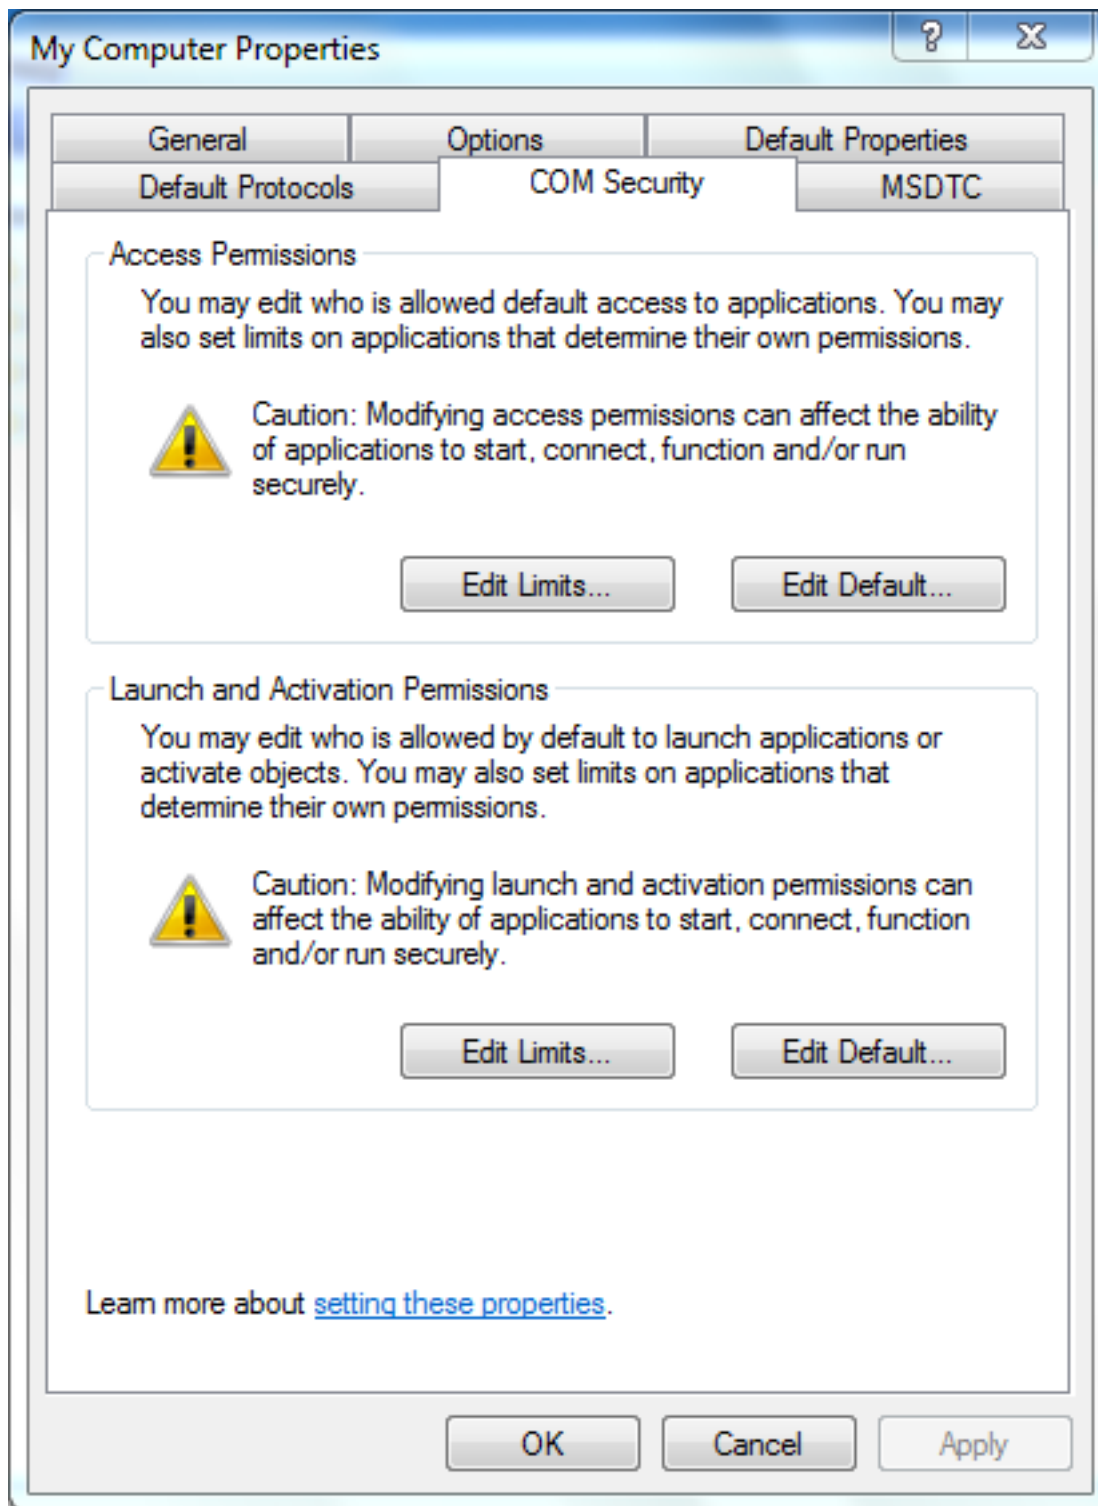 My Computer Properties
General Options Default Properties
Default Protocols COM Security MSDTC
Access Permissions
You may edit who is allowed default access to applications. You may
also set limits on applications that determine their own permissions.
Caution: Modifying access permissions can affect the ability
of applications to start, connect, function and/or run
securely.
Edit Limits... Edit Default...
Launch and Activation Permissions
You may edit who is allowed by default to launch applications or
activate objects. You may also set limits on applications that
determine their own permissions.
Caution: Modifying launch and activation permissions can
affect the ability of applications to start, connect, function
and/or run securely.
Edit Limits... Edit Default...
Learn more about setting these properties.
OK Cancel Apply